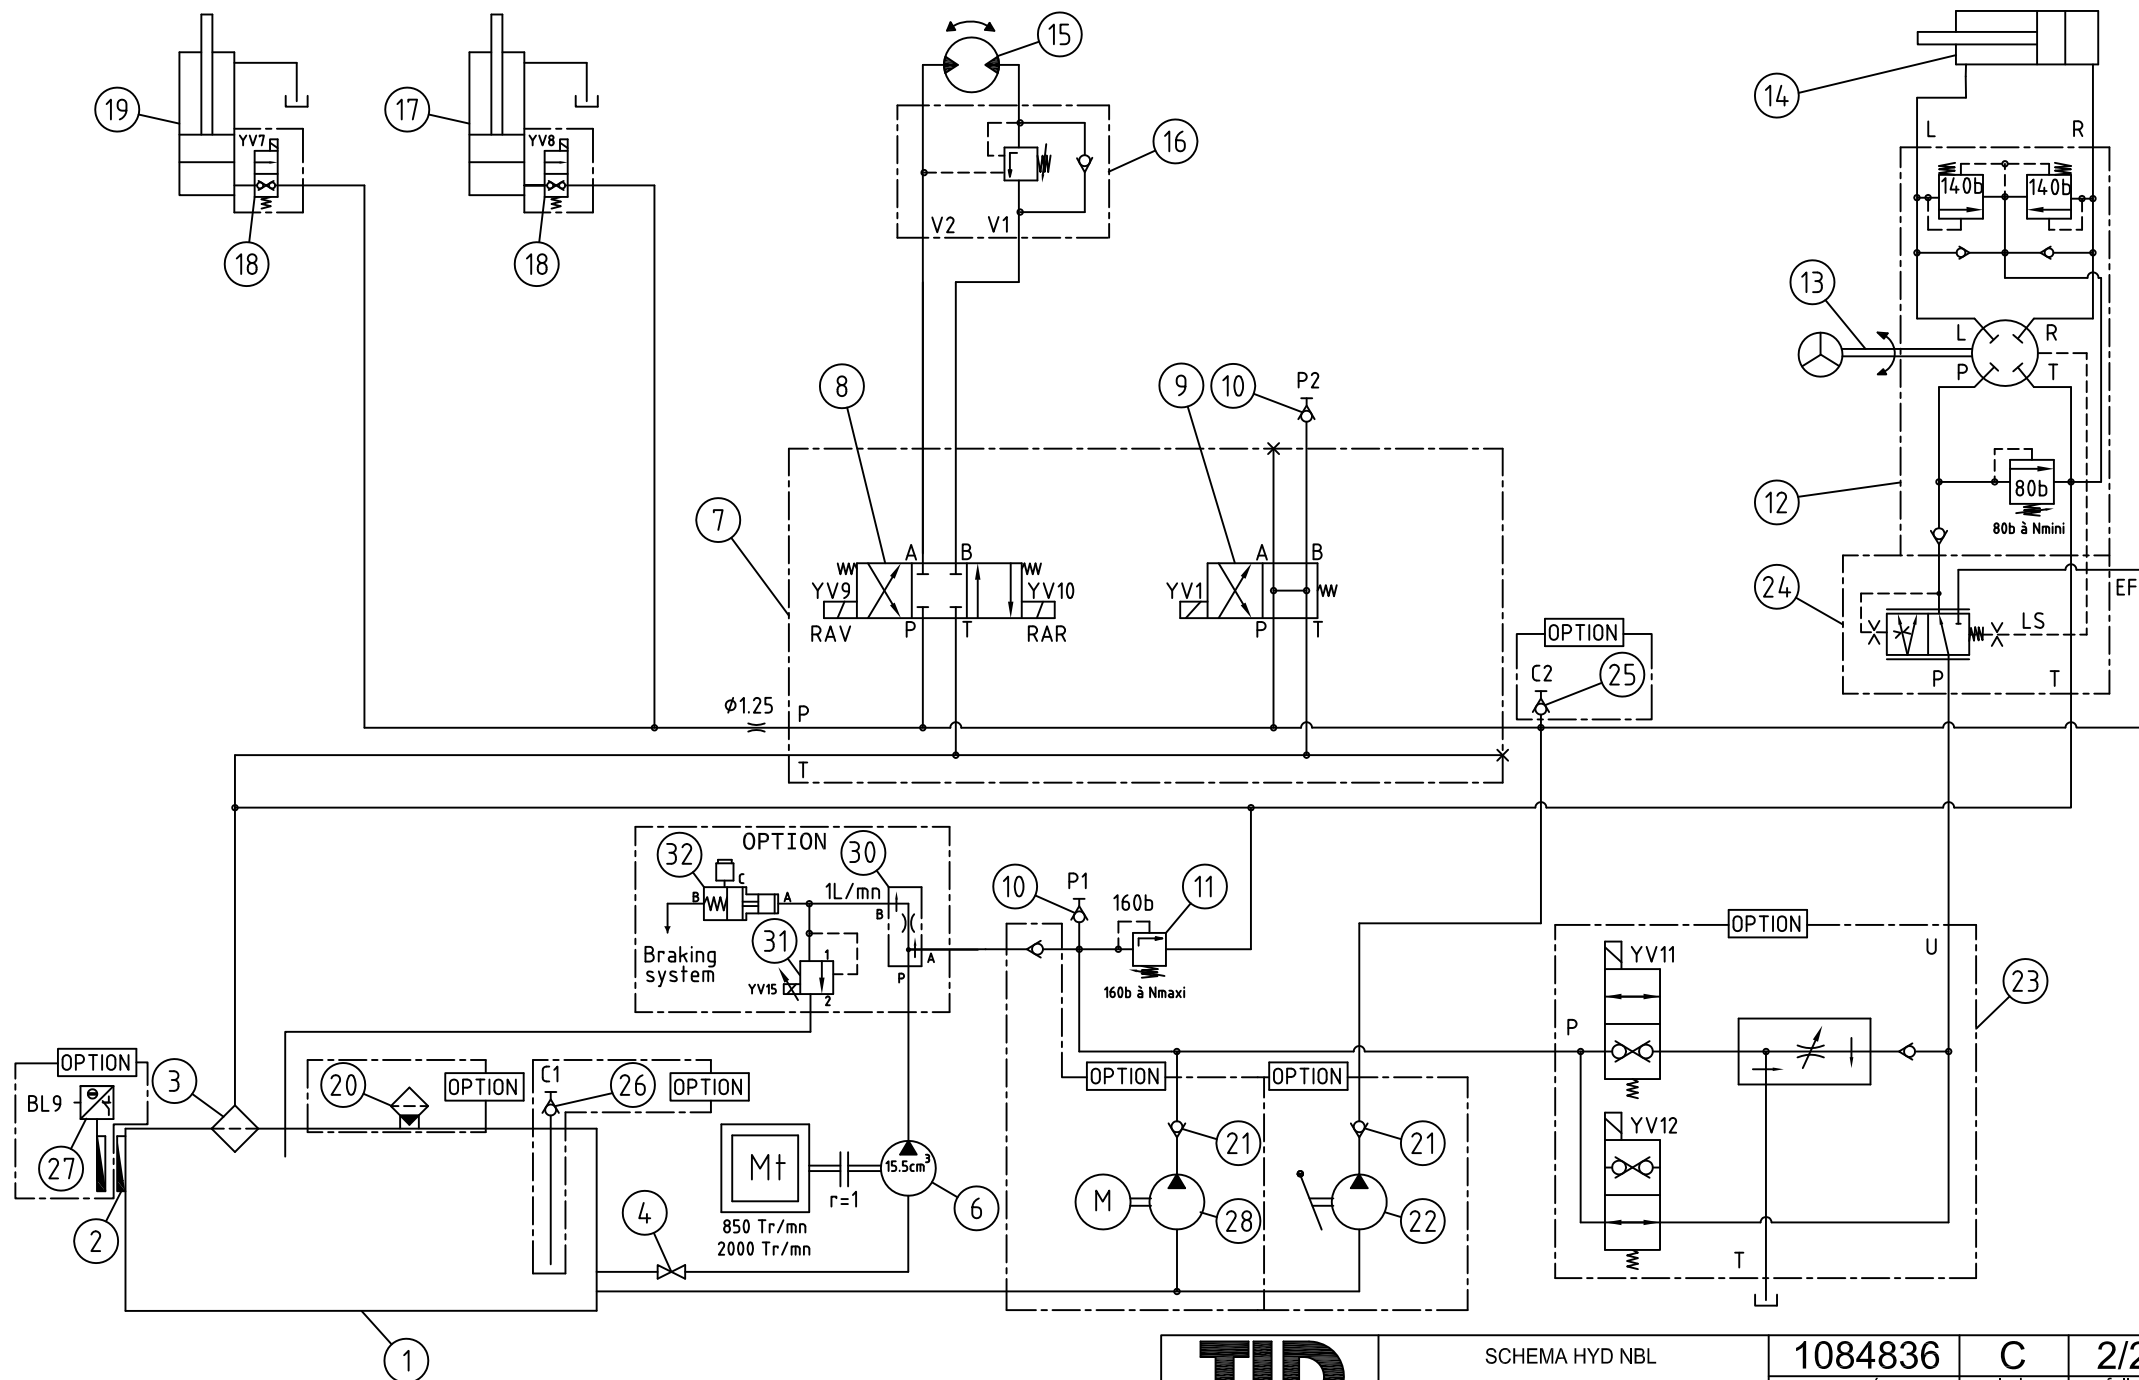 15
19
17
14
16
L
R
YV7
YV8
140b
140b
V2
V1
18
18
13
L
R
P
T
8
9
10
P2
7
12
80b
80b à Nmini
A
B
A
B
YV9
YV10
YV1
24
EF
RAV
P
T
RAR
P
T
OPTION
LS
C2
25
P
T
ϕ1.25
P
T
OPTION
32
30
C
B
A
1L/mn
B
10
P1
160b
11
OPTION
31
1
Braking
system
A
P
YV15
2
160b à Nmaxi
U
YV11
23
P
OPTION
3
20
OPTION
C1
26
OPTION
OPTION
OPTION
BL9
27
Mt
15.5cm³
21
21
YV12
r=1
6
M
28
22
2
4
850 Tr/mn
2000 Tr/mn
T
1
SCHEMA HYD NBL
1084836
C
2/2